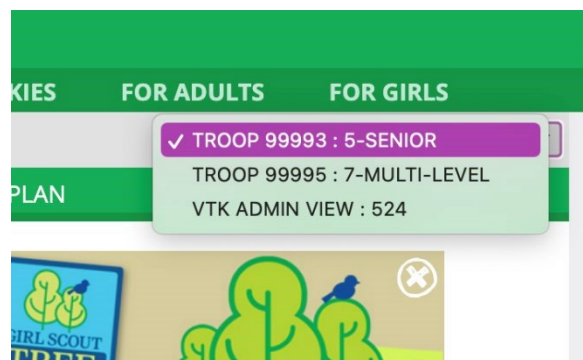 KIES FOR ADULTS FOR GIRLS
✓ TROOP 99993 : 5-SENIOR
TROOP 99995 : 7-MULTI-LEVEL
PLAN
VTK ADMIN VIEW : 524
GIRL SCOUT
TREE